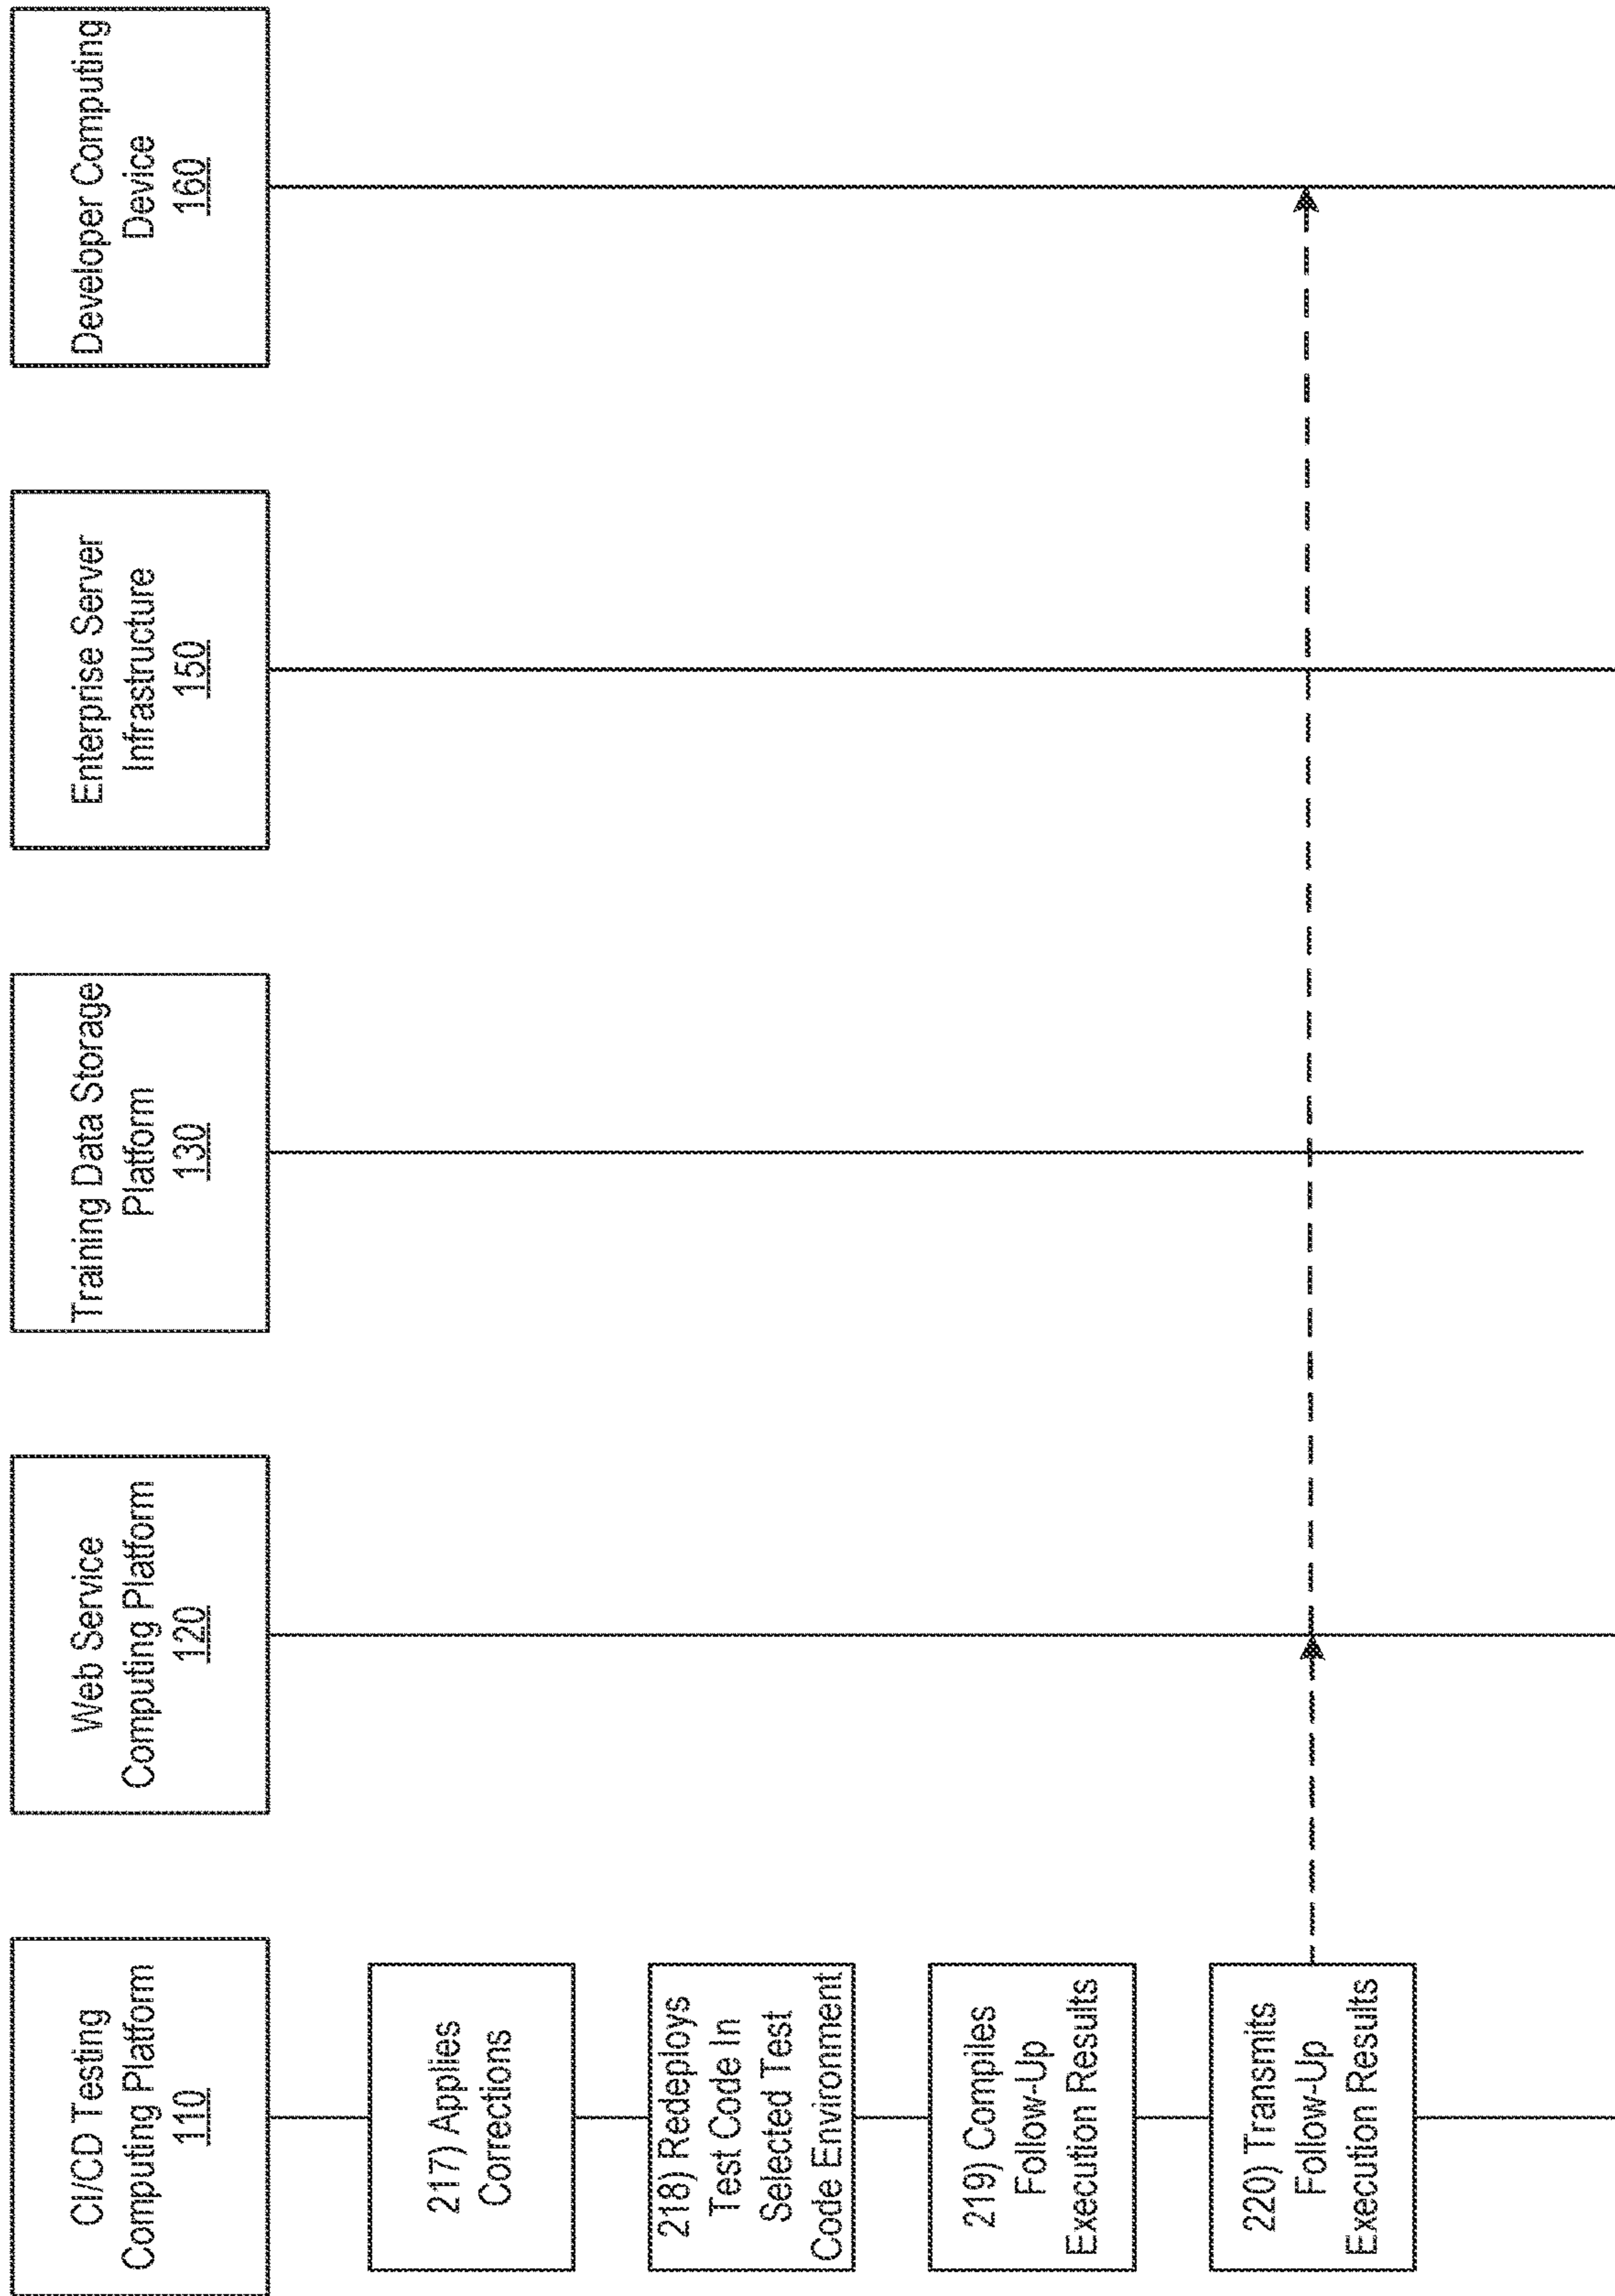 CI/CD Testing
Computing Platform
110
Web Service
Computing Platform
120
Training Data Storage
Platform
130
Enterprise Server
Infrastructure
150
Developer Computing
Device
160
217) Applies
Corrections
218) Redeploys
Test Code In
Selected Test
Code Environment
219) Compiles
Follow-Up
Execution Results
220) Transmits
Follow-Up
Execution Results